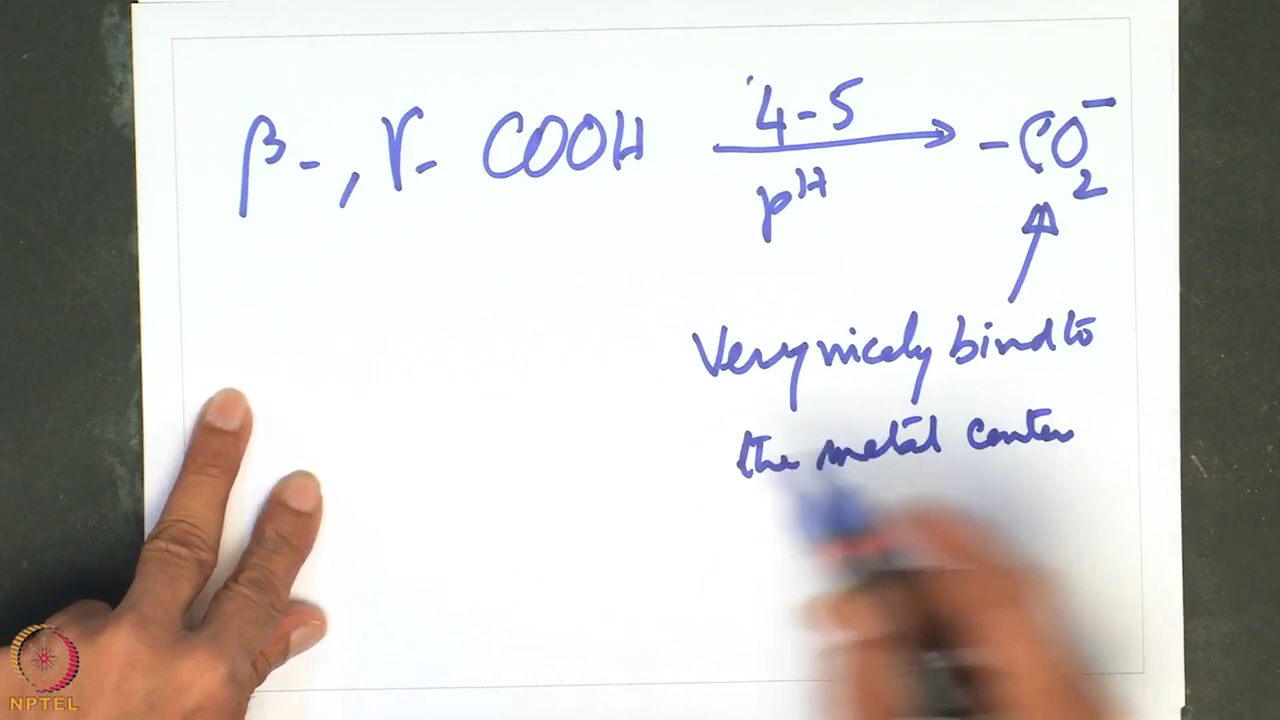 β-, γ- COOH 4-5 pH → -CO₂⁻
Very nicely bind to
the metal center
NPTEL